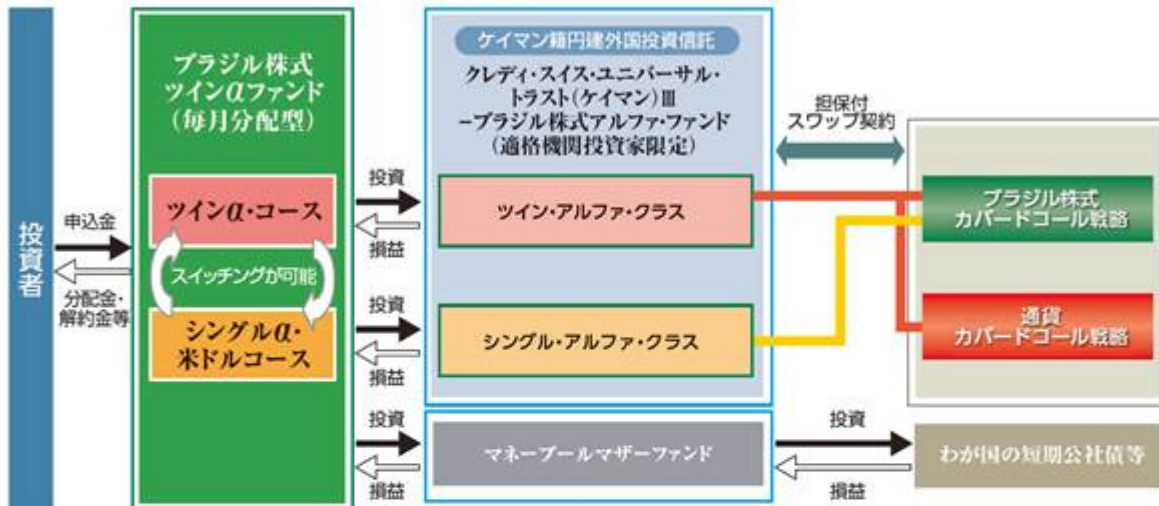 投資者
申込金
分配金・
解約金等
ブラジル株式
ツインαファンド
(毎月分配型)
ツインα・コース
スイッチングが可能
シングルα・
米ドルコース
投資
損益
投資
損益
投資
損益
ケイマン籍円建外国投資信託
クレディ・スイス・ユニバーサル・
トラスト(ケイマン)Ⅲ
-ブラジル株式アルファ・ファンド
(適格機関投資家限定)
ツイン・アルファ・クラス
シングル・アルファ・クラス
マネープールマザーファンド
担保付
スワップ契約
ブラジル株式
カバードコール戦略
通貨
カバードコール戦略
投資
損益
わが国の短期公社債等